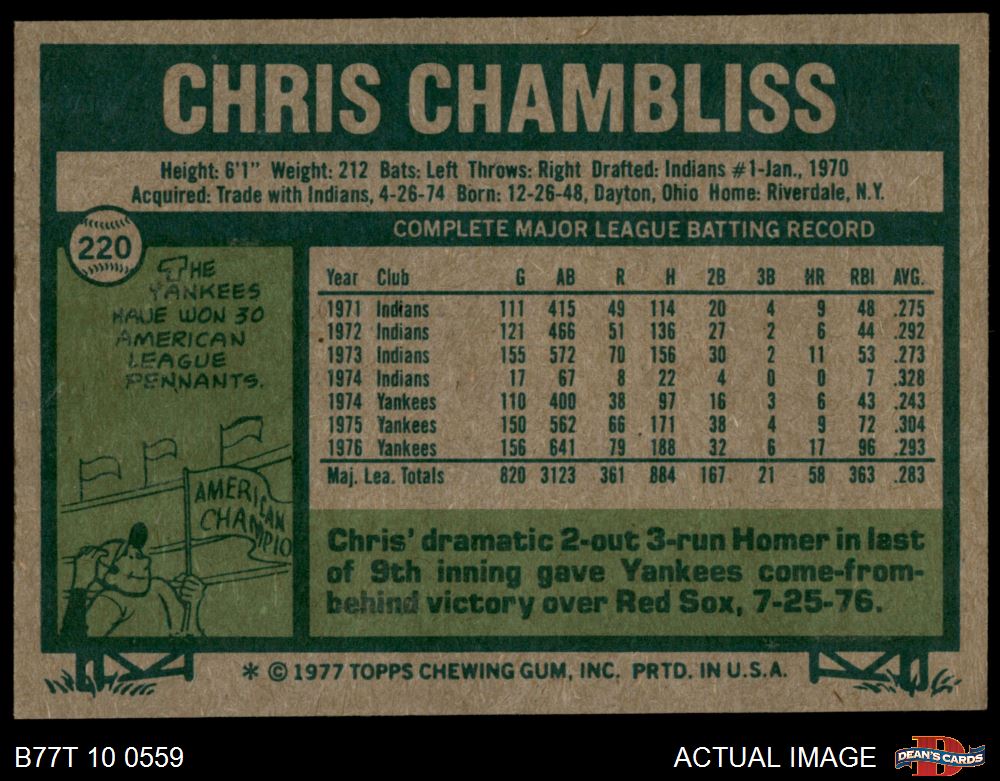 CHRIS CHAMBLISS
Height: 6'1" Weight: 212 Bats: Left Throws: Right Drafted: Indians #1-Jan., 1970
Acquired: Trade with Indians, 4-26-74 Born: 12-26-48, Dayton, Ohio Home: Riverdale, N.Y.
220
THE
YANKEES
HAVE WON 30
AMERICAN
LEAGUE
PENNANTS.
AMERICAN
CHAMPIO
COMPLETE MAJOR LEAGUE BATTING RECORD
Year Club G AB R H 2B 3B HR RBI AVG.
1971 Indians 111 415 49 114 20 4 9 48 .275
1972 Indians 121 466 51 136 27 2 6 44 .292
1973 Indians 155 572 70 156 30 2 11 53 .273
1974 Indians 17 67 8 22 4 0 0 7 .328
1974 Yankees 110 400 38 97 16 3 6 43 .243
1975 Yankees 150 562 66 171 38 4 9 72 .304
1976 Yankees 156 641 79 188 32 6 17 96 .293
Maj. Lea. Totals 820 3123 361 884 167 21 58 363 .283
Chris' dramatic 2-out 3-run Homer in last
of 9th inning gave Yankees come-from-
behind victory over Red Sox, 7-25-76.
* © 1977 TOPPS CHEWING GUM, INC. PRTD. IN U.S.A.
B77T 10 0559
ACTUAL IMAGE
D
DEAN'S CARDS